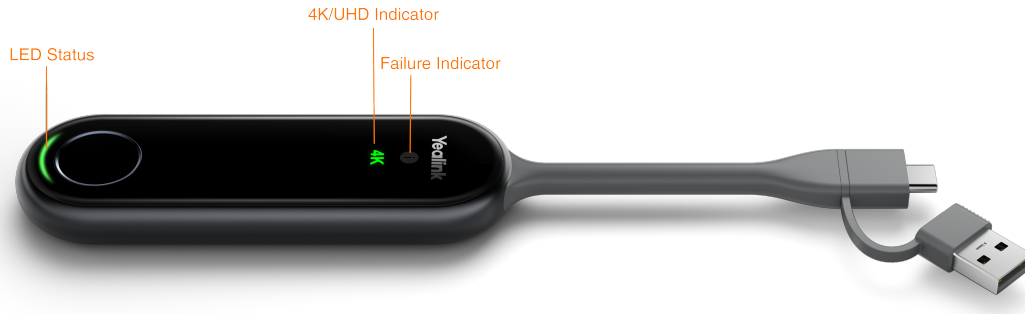 4K/UHD Indicator
LED Status
Failure Indicator
4K
Yealink